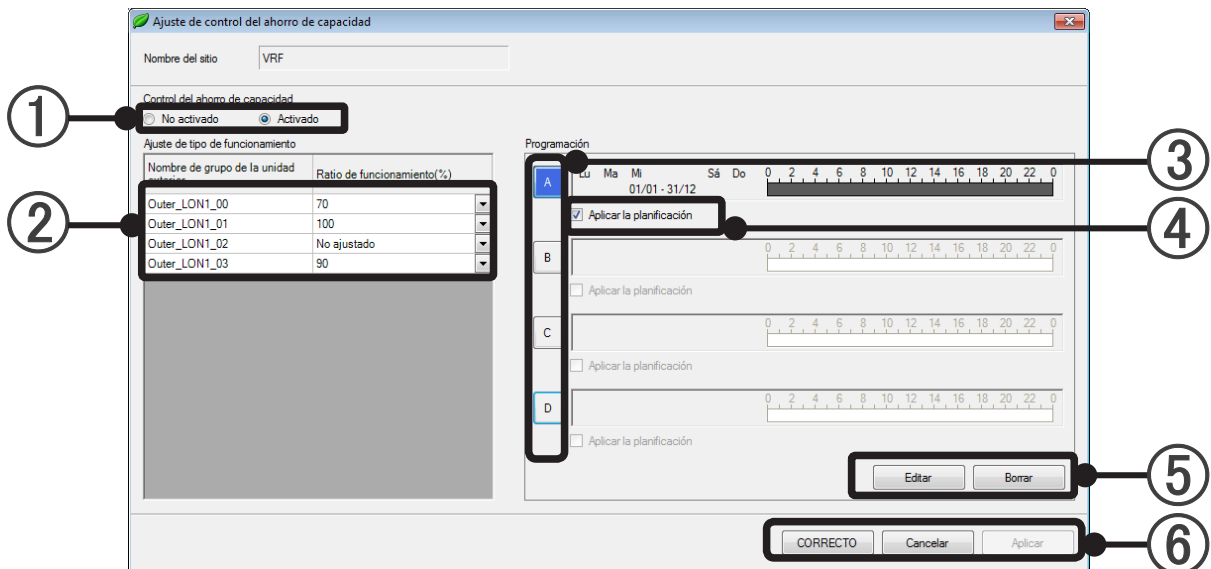 Ajuste de control del ahorro de capacidad
Nombre del sitio VRF
Control del ahorro de capacidad
No activado Activado
①
Ajuste de tipo de funcionamiento
Nombre de grupo de la unidad exterior Ratio de funcionamiento(%)
Outer_LON1_00 70
Outer_LON1_01 100
Outer_LON1_02 No ajustado
Outer_LON1_03 90
②
Programación
③
A Lu Ma Mi Sá Do 0 2 4 6 8 10 12 14 16 18 20 22 0
01/01 - 31/12
Aplicar la planificación
④
B 0 2 4 6 8 10 12 14 16 18 20 22 0
Aplicar la planificación
C 0 2 4 6 8 10 12 14 16 18 20 22 0
Aplicar la planificación
D 0 2 4 6 8 10 12 14 16 18 20 22 0
Aplicar la planificación
Editar Borrar
⑤
CORRECTO Cancelar Aplicar
⑥